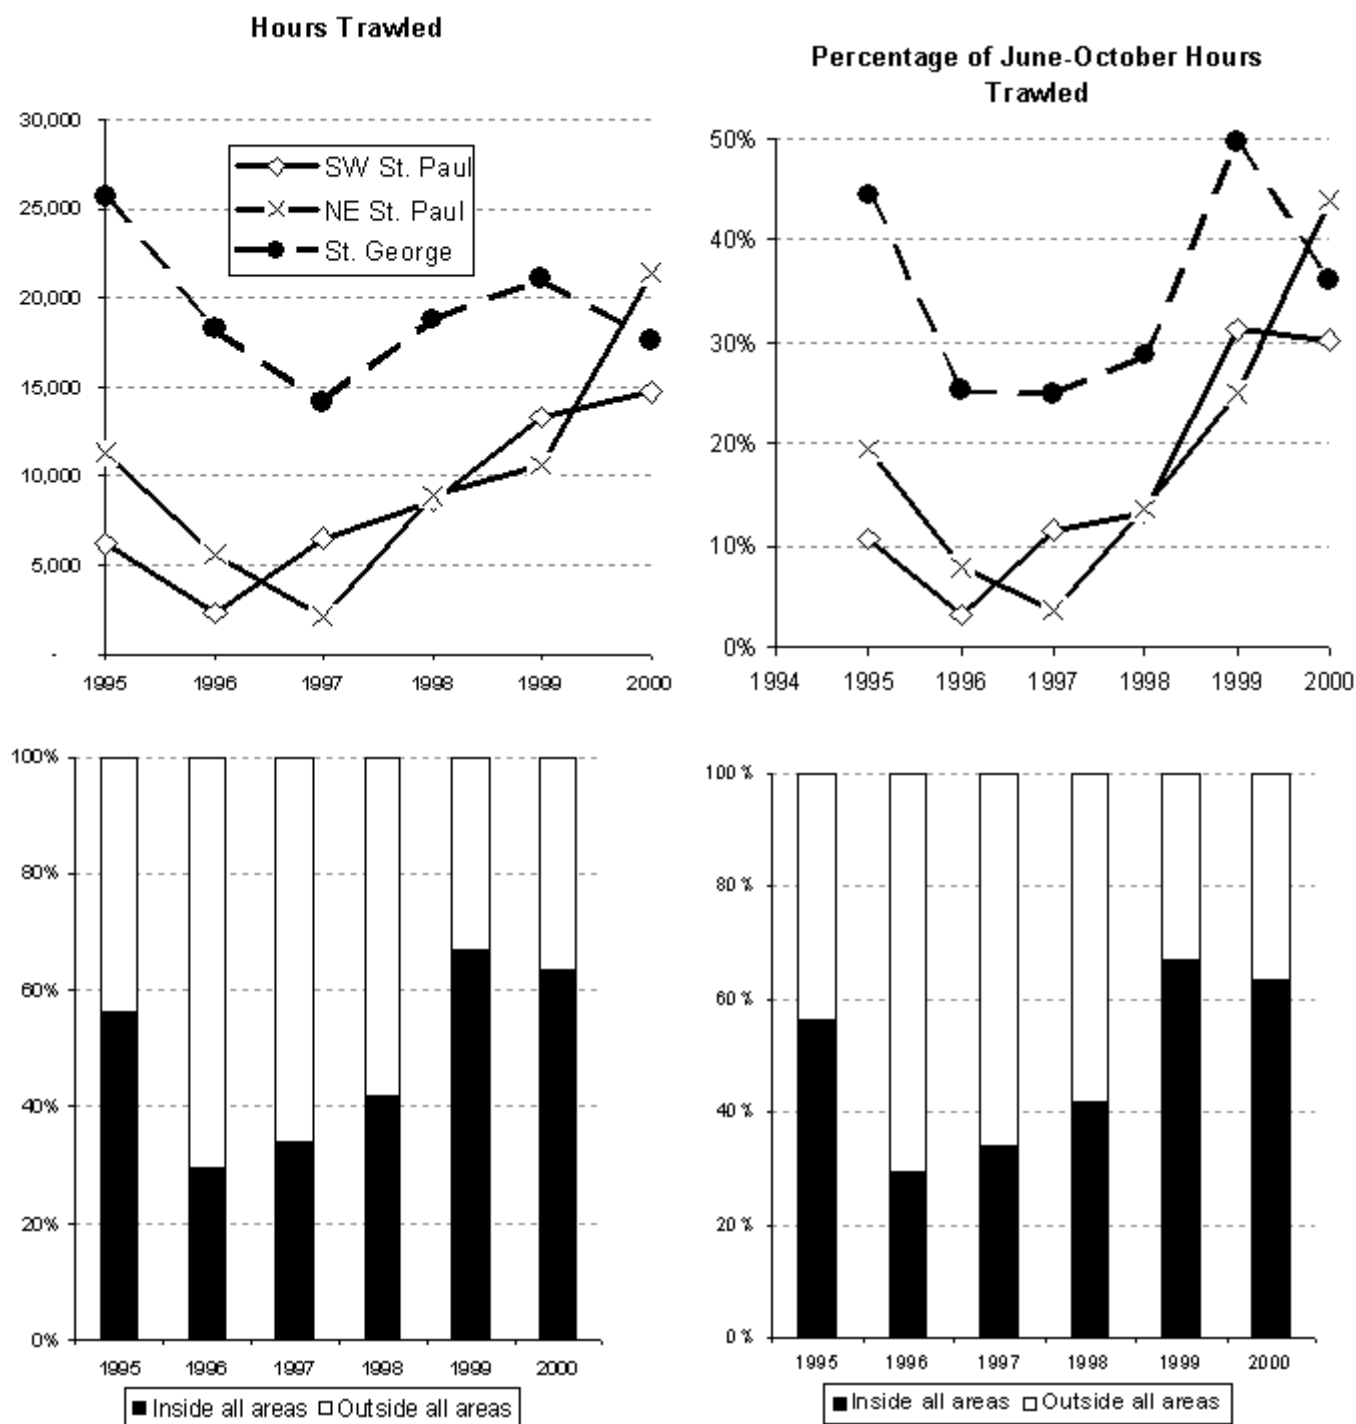 Hours Trawled
30,000
25,000
20,000
15,000
10,000
5,000
-
1995 1996 1997 1998 1999 2000
SW St. Paul
NE St. Paul
St. George
Percentage of June-October Hours
Trawled
50%
40%
30%
20%
10%
0%
1994 1995 1996 1997 1998 1999 2000
100%
80%
60%
40%
20%
0%
1995 1996 1997 1998 1999 2000
Inside all areas Outside all areas
100 %
80 %
60 %
40 %
20 %
0 %
1995 1996 1997 1998 1999 2000
Inside all areas Outside all areas